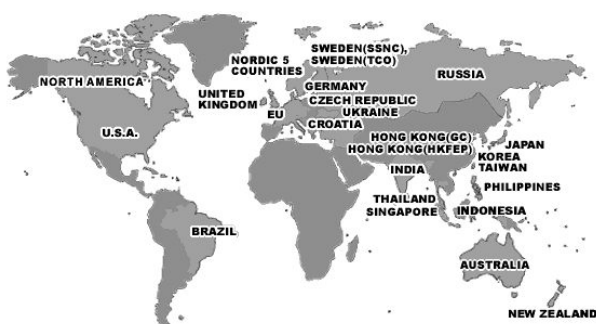 SWEDEN(SSNC),
SWEDEN(TCO)
NORDIC 5
COUNTRIES
RUSSIA
NORTH AMERICA
GERMANY
UNITED
KINGDOM
CZECH REPUBLIC
EU
UKRAINE
CROATIA
U.S.A.
HONG KONG(GC)
HONG KONG(HKFEP)
JAPAN
KOREA
TAIWAN
INDIA
PHILIPPINES
THAILAND
SINGAPORE
INDONESIA
BRAZIL
AUSTRALIA
NEW ZEALAND